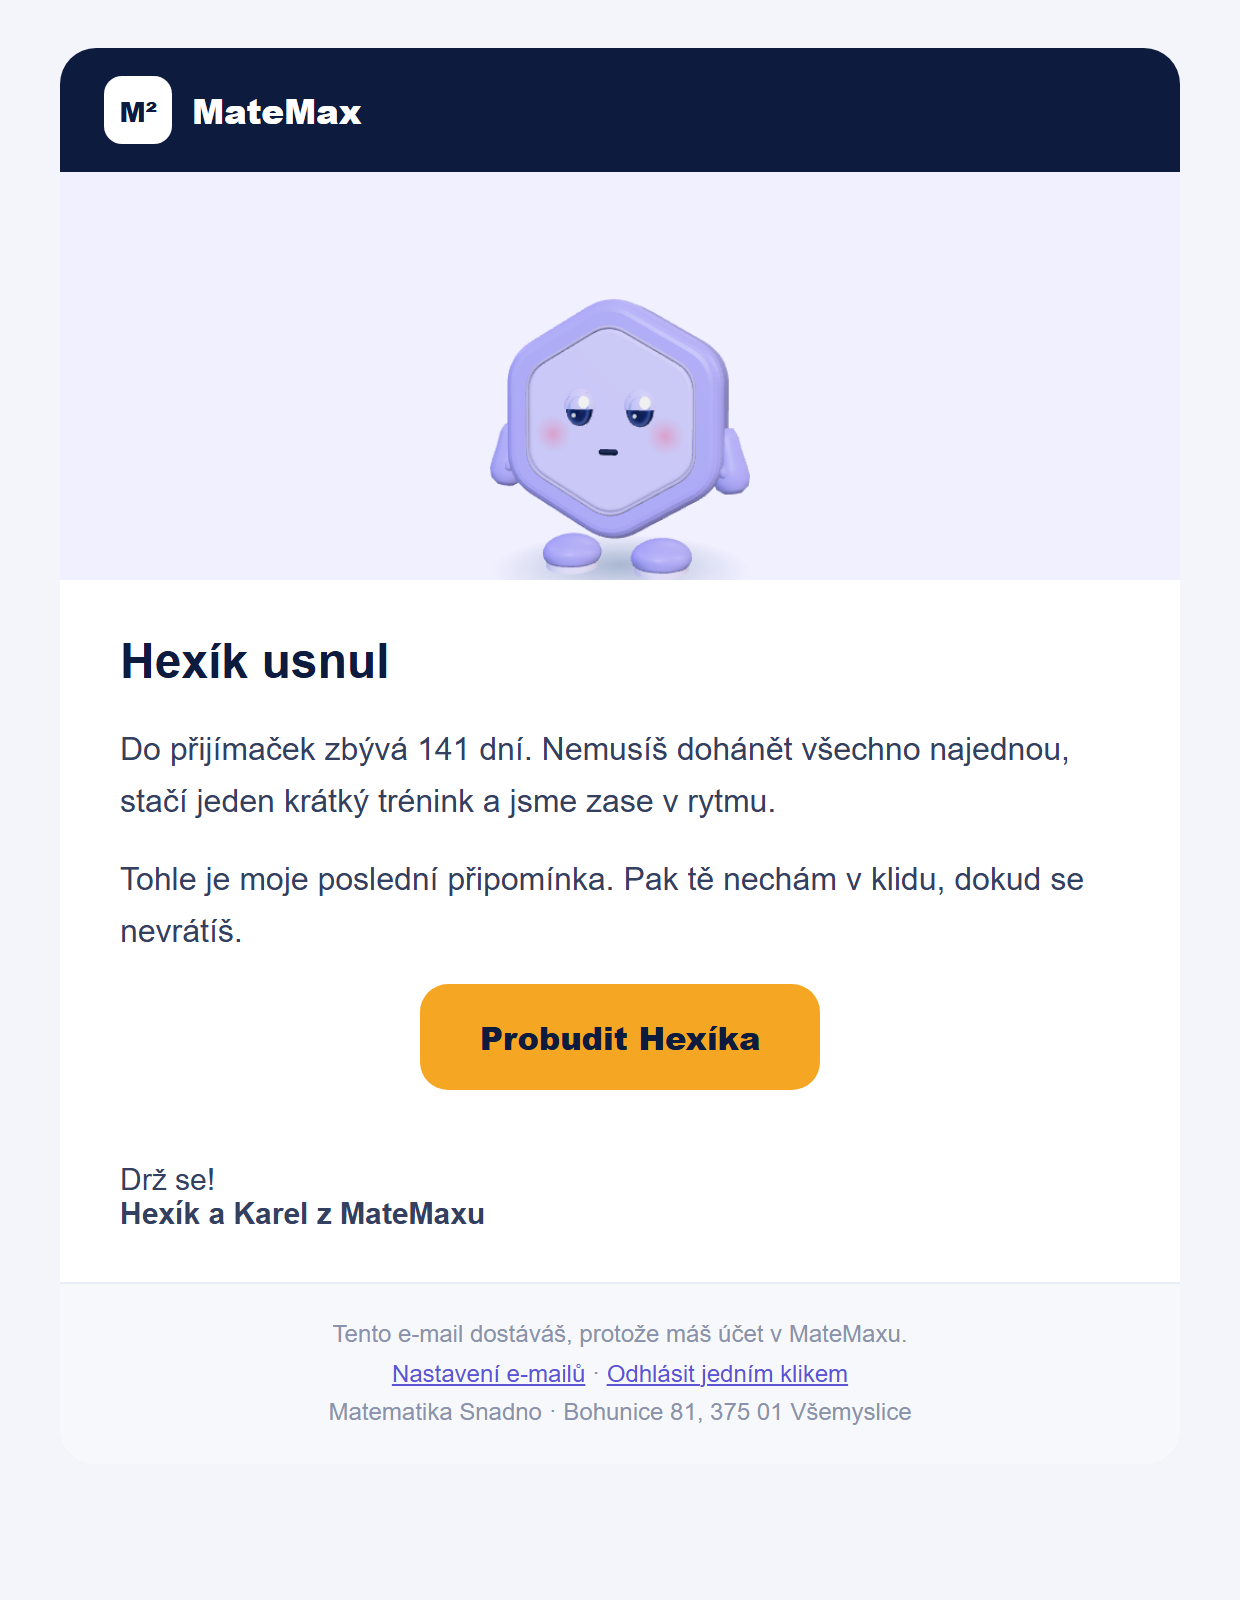 M² MateMax
Hexík usnul
Do přijímaček zbývá 141 dní. Nemusíš dohánět všechno najednou,
stačí jeden krátký trénink a jsme zase v rytmu.
Tohle je moje poslední připomínka. Pak tě nechám v klidu, dokud se
nevrátíš.
Probudit Hexíka
Drž se!
Hexík a Karel z MateMaxu
Tento e-mail dostáváš, protože máš účet v MateMaxu.
Nastavení e-mailů · Odhlásit jedním klikem
Matematika Snadno · Bohunice 81, 375 01 Všemyslice